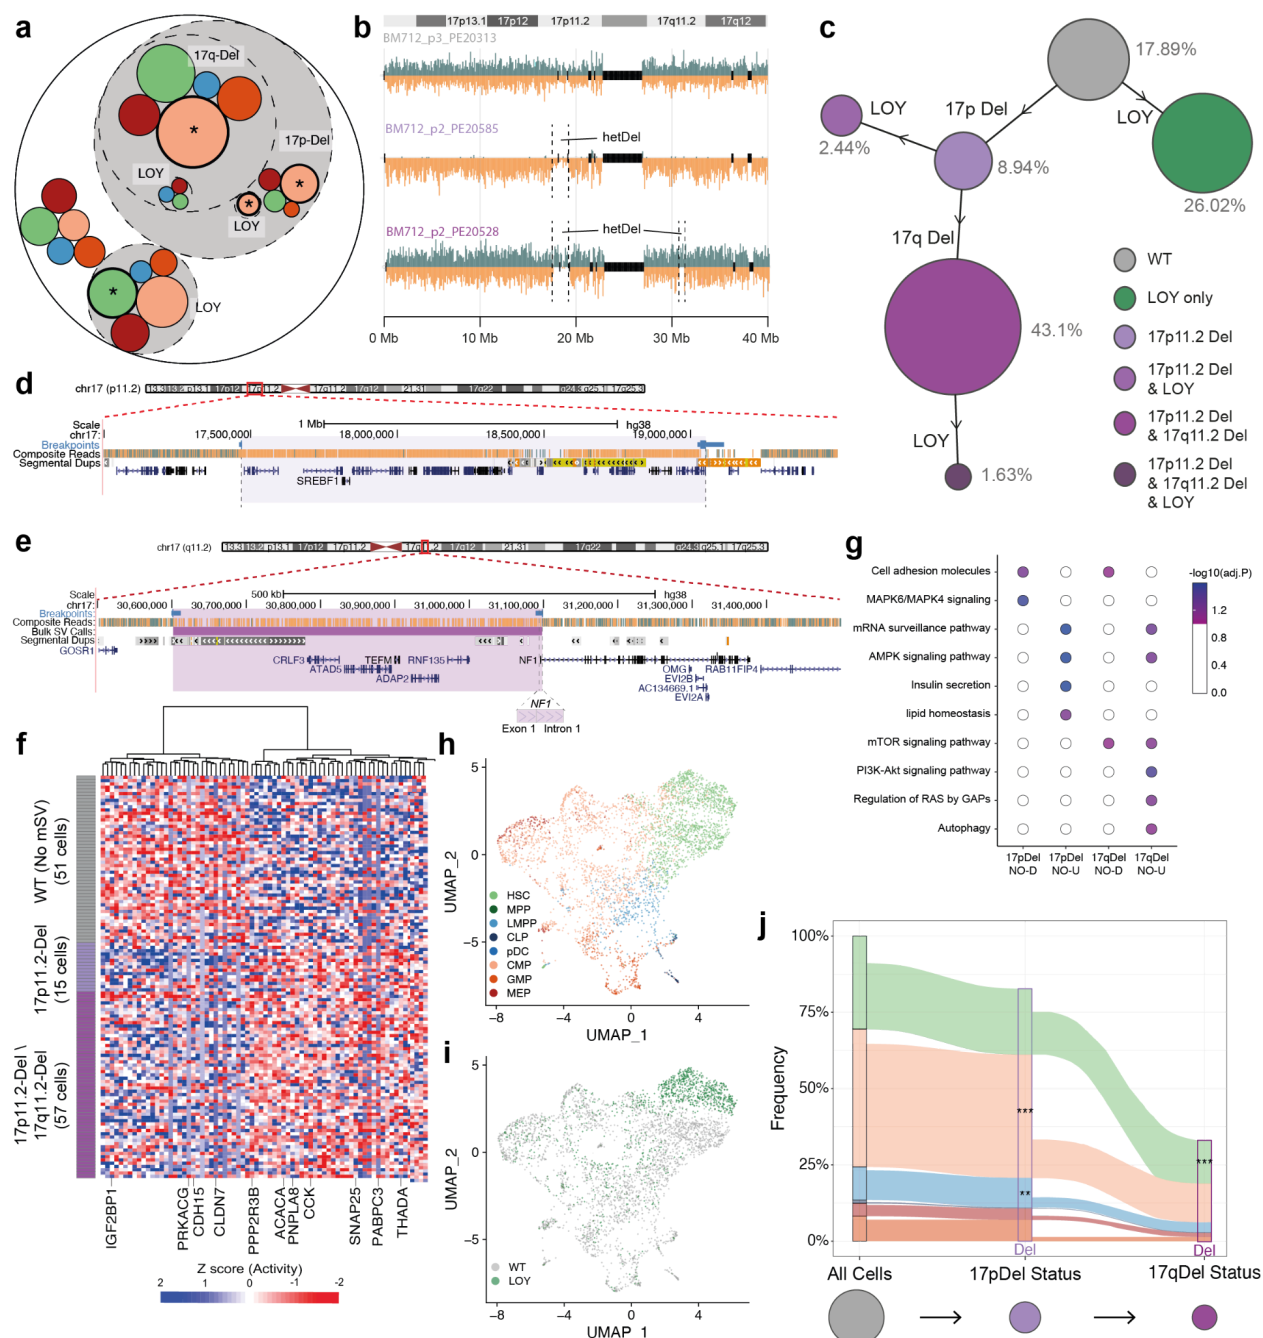 a
17q-Del
17p-Del
LOY
LOY
LOY
b
17p13.1 17p12 17p11.2 17q11.2 17q12
BM712_p3_PE20313
BM712_p2_PE20585
hetDel
BM712_p2_PE20528
hetDel
0 Mb 10 Mb 20 Mb 30 Mb 40 Mb
c
17.89%
LOY
17p Del
LOY
2.44%
8.94%
26.02%
17q Del
43.1%
LOY
1.63%
WT
LOY only
17p11.2 Del
17p11.2 Del
& LOY
17p11.2 Del
& 17q11.2 Del
17p11.2 Del
& 17q11.2 Del
& LOY
d
chr17 (p11.2)
Scale
1 Mb
hg38
chr17:
17,500,000
18,000,000
18,500,000
19,000,000
Breakpoints
Composite Reads
Segmental Dups
SREBF1
e
chr17 (q11.2)
Scale
500 kb
hg38
chr17:
30,600,000
30,700,000
30,800,000
30,900,000
31,000,000
31,100,000
31,200,000
31,300,000
31,400,000
Breakpoints
Composite Reads
Bulk SV Calls:
Segmental Dups
GOSR1
CRLF3
TEFM
RNF135
NF1
ATAD5
ADAP2
OMG
RAB11FIP4
EVI2B
AC134669.1
EVI2A
NF1
Exon 1
Intron 1
f
WT (No mSV)
(51 cells)
17p11.2-Del
(15 cells)
17p11.2-Del \
17q11.2-Del
(57 cells)
IGF2BP1
PRKACG
CDH15
CLDN7
PPP2R3B
ACACA
PNPLA8
CCK
SNAP25
PABPC3
THADA
Z score (Activity)
2 1 0 -1 -2
g
Cell adhesion molecules
MAPK6/MAPK4 signaling
mRNA surveillance pathway
AMPK signaling pathway
Insulin secretion
lipid homeostasis
mTOR signaling pathway
PI3K-Akt signaling pathway
Regulation of RAS by GAPs
Autophagy
17pDel
NO-D
17pDel
NO-U
17qDel
NO-D
17qDel
NO-U
-log10(adj.P)
1.2
0.6
0.0
h
UMAP_2
5
0
−5
HSC
MPP
LMPP
CLP
pDC
CMP
GMP
MEP
−8 −4 0 4
UMAP_1
i
UMAP_2
5
0
−5
WT
LOY
−8 −4 0 4
UMAP_1
j
Frequency
100%
75%
50%
25%
0%
***
**
***
Del
Del
All Cells
17pDel Status
17qDel Status